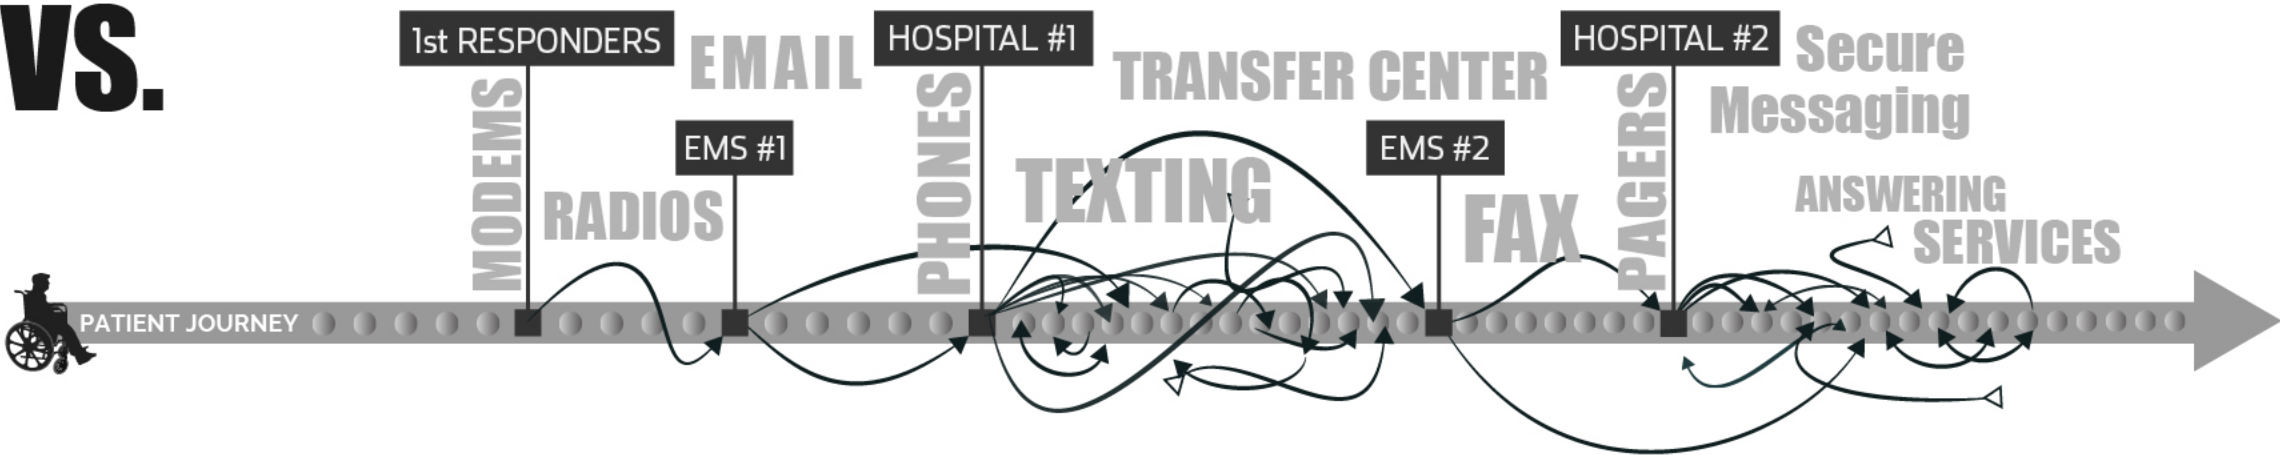 VS.
1st RESPONDERS
MODEMS
RADIOS
EMAIL
EMS #1
HOSPITAL #1
PHONES
TRANSFER CENTER
TEXTING
EMS #2
FAX
HOSPITAL #2
PAGERS
Secure
Messaging
ANSWERING
SERVICES
PATIENT JOURNEY